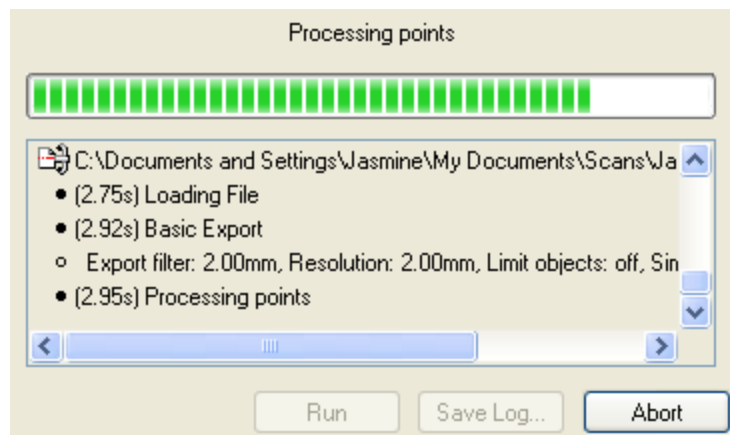 Processing points
C:\Documents and Settings\Jasmine\My Documents\Scans\Ja
(2.75s) Loading File
(2.92s) Basic Export
Export filter: 2.00mm, Resolution: 2.00mm, Limit objects: off, Sin
(2.95s) Processing points
Run Save Log... Abort